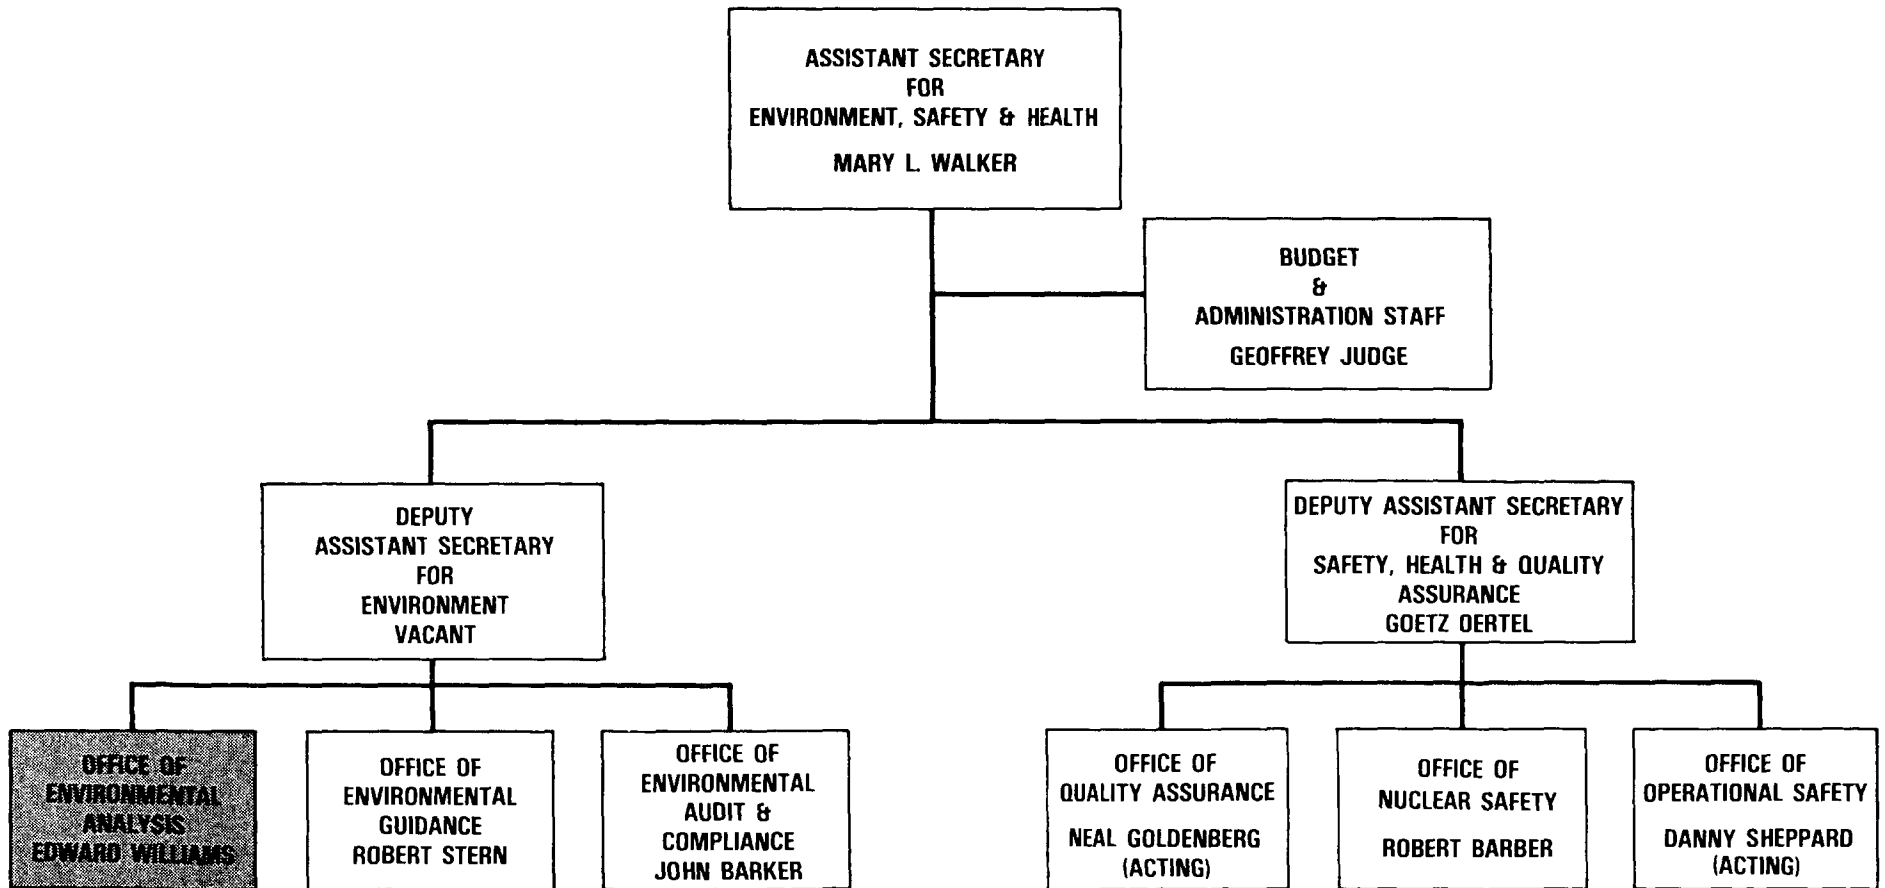 ASSISTANT SECRETARY
FOR
ENVIRONMENT, SAFETY & HEALTH
MARY L. WALKER
BUDGET
&
ADMINISTRATION STAFF
GEOFFREY JUDGE
DEPUTY
ASSISTANT SECRETARY
FOR
ENVIRONMENT
VACANT
DEPUTY ASSISTANT SECRETARY
FOR
SAFETY, HEALTH & QUALITY
ASSURANCE
GOETZ OERTEL
OFFICE OF
ENVIRONMENTAL
ANALYSIS
EDWARD WILLIAMS
OFFICE OF
ENVIRONMENTAL
GUIDANCE
ROBERT STERN
OFFICE OF
ENVIRONMENTAL
AUDIT &
COMPLIANCE
JOHN BARKER
OFFICE OF
QUALITY ASSURANCE
NEAL GOLDENBERG
(ACTING)
OFFICE OF
NUCLEAR SAFETY
ROBERT BARBER
OFFICE OF
OPERATIONAL SAFETY
DANNY SHEPPARD
(ACTING)